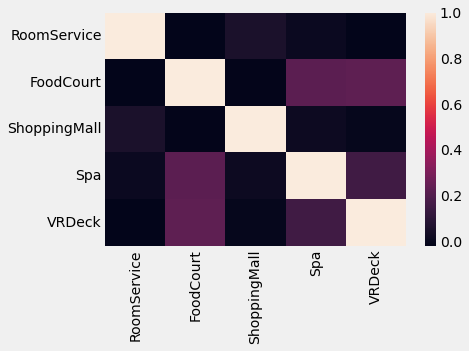 RoomService
FoodCourt
ShoppingMall
Spa
VRDeck
RoomService
FoodCourt
ShoppingMall
Spa
VRDeck
1.0
0.8
0.6
0.4
0.2
0.0